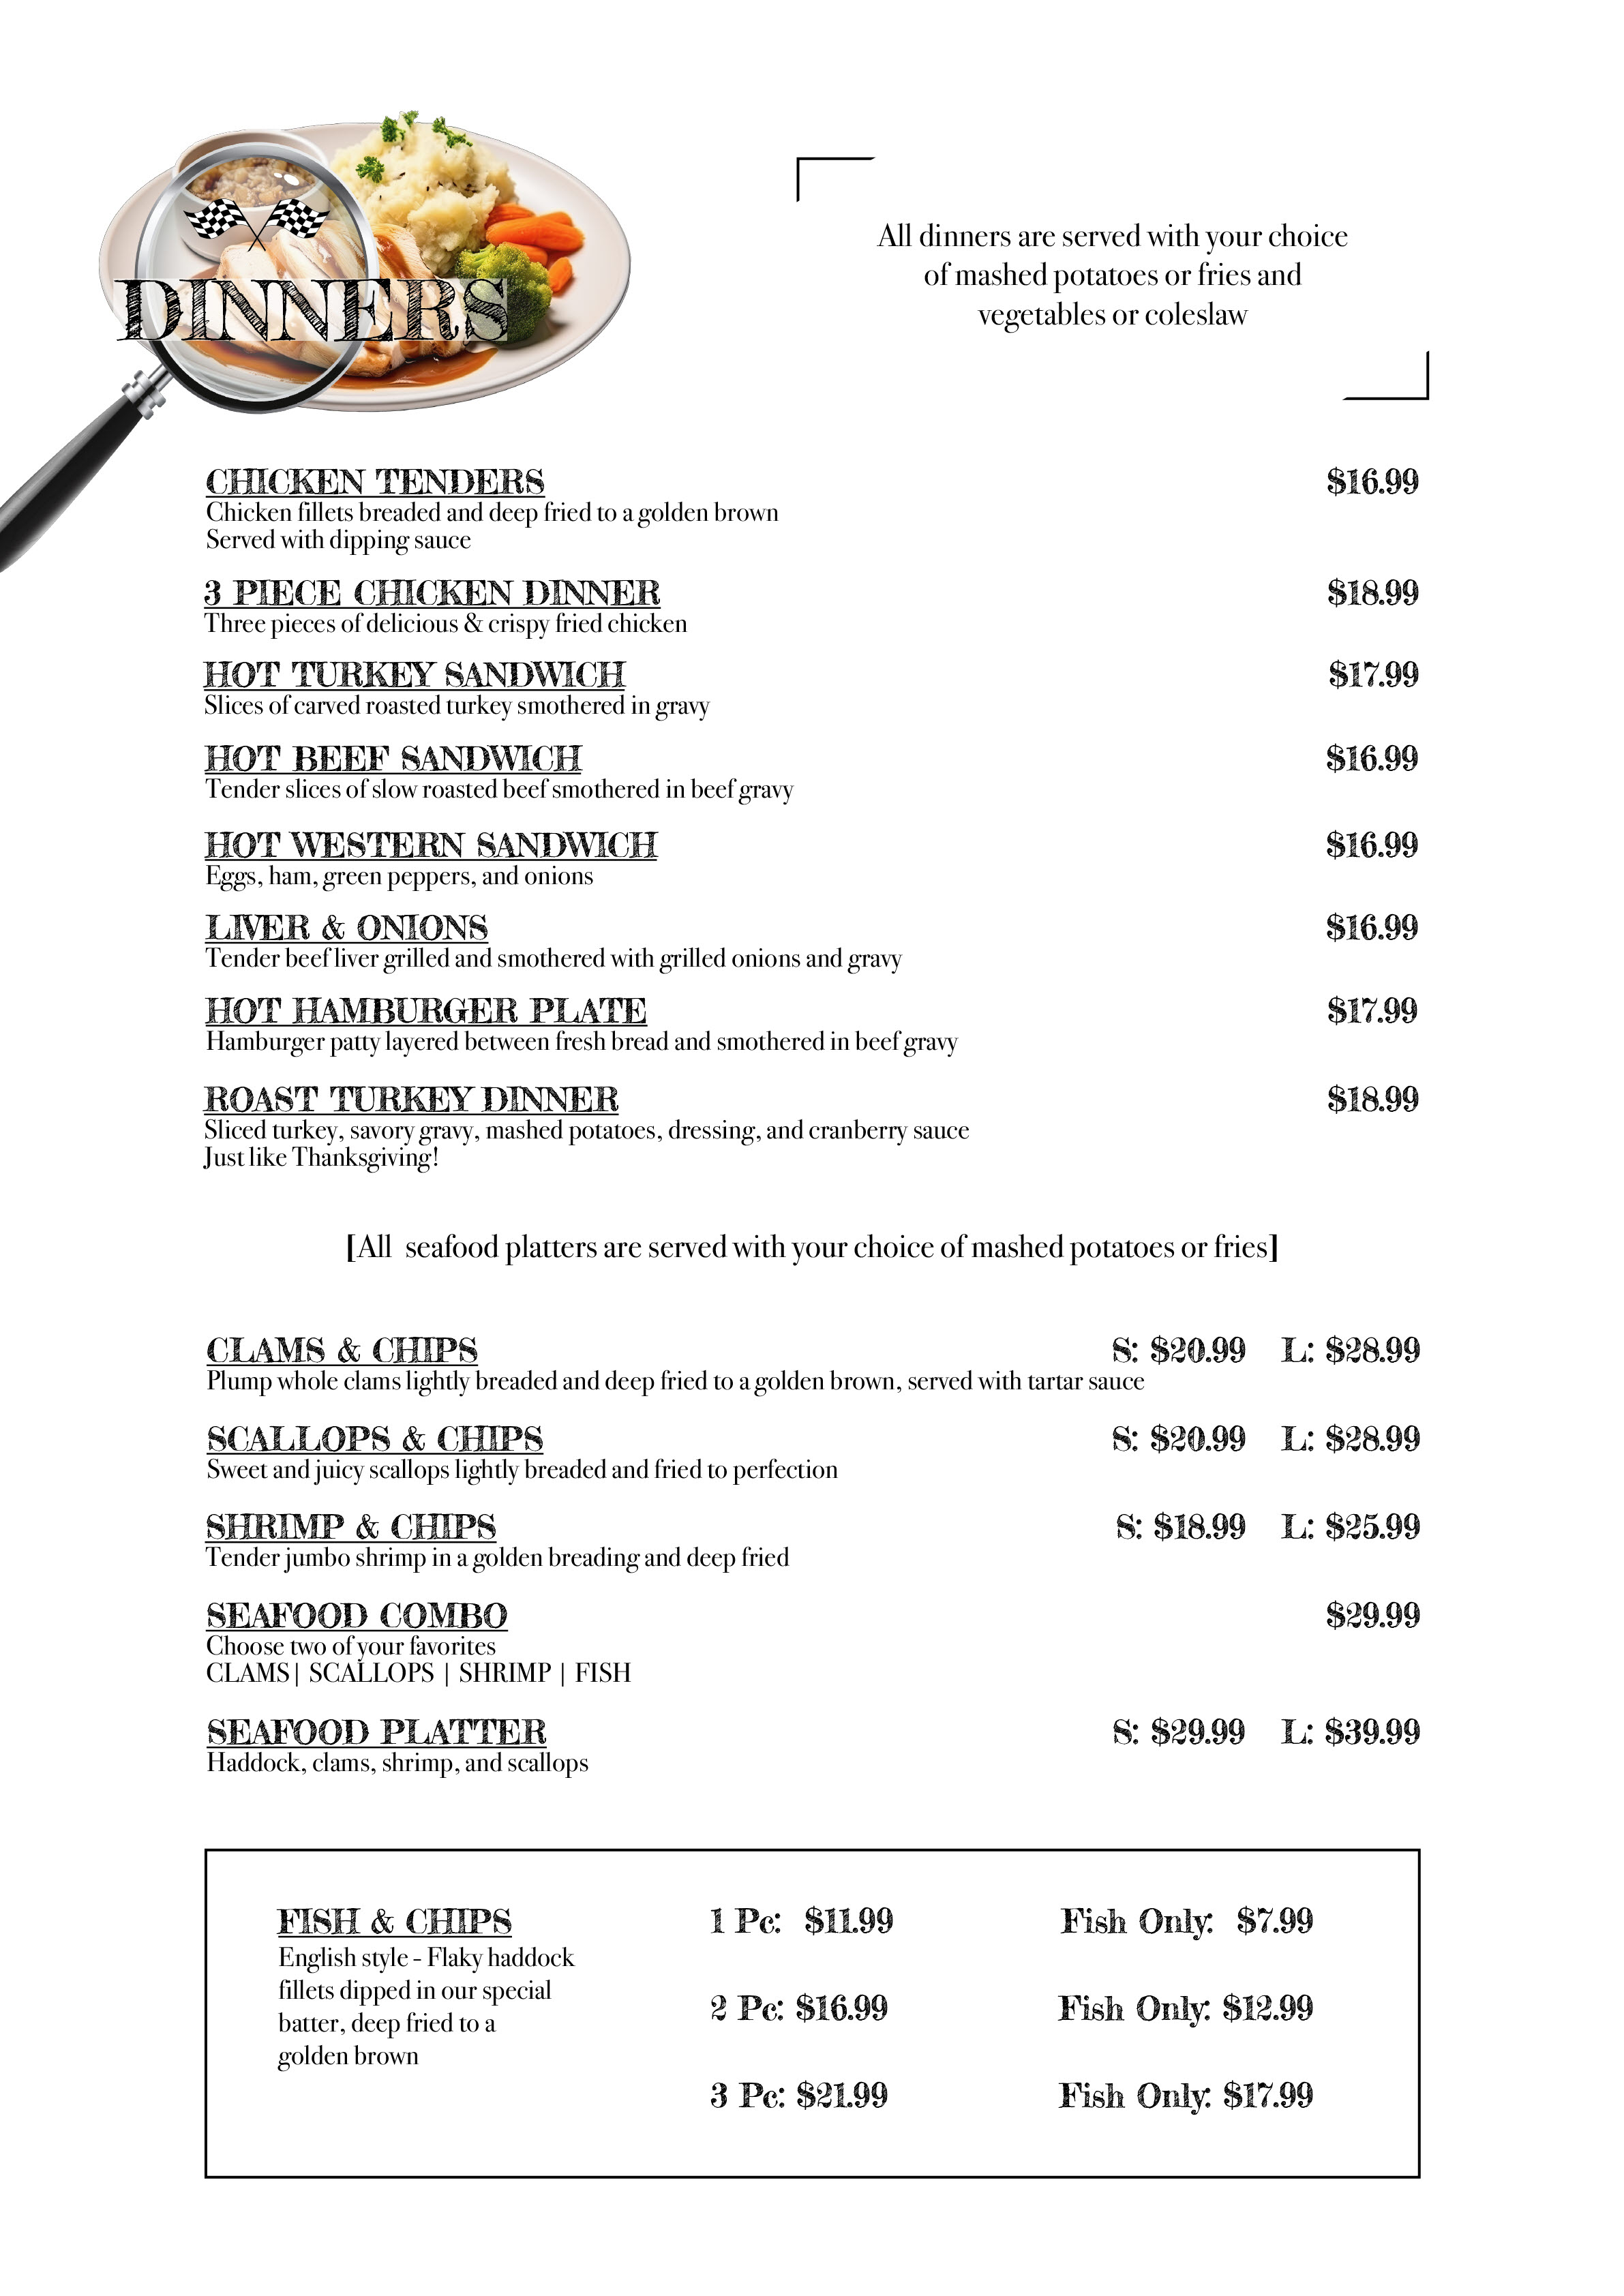 DINNERS
All dinners are served with your choice
of mashed potatoes or fries and
vegetables or coleslaw
CHICKEN TENDERS $16.99
Chicken fillets breaded and deep fried to a golden brown
Served with dipping sauce
3 PIECE CHICKEN DINNER $18.99
Three pieces of delicious & crispy fried chicken
HOT TURKEY SANDWICH $17.99
Slices of carved roasted turkey smothered in gravy
HOT BEEF SANDWICH $16.99
Tender slices of slow roasted beef smothered in beef gravy
HOT WESTERN SANDWICH $16.99
Eggs, ham, green peppers, and onions
LIVER & ONIONS $16.99
Tender beef liver grilled and smothered with grilled onions and gravy
HOT HAMBURGER PLATE $17.99
Hamburger patty layered between fresh bread and smothered in beef gravy
ROAST TURKEY DINNER $18.99
Sliced turkey, savory gravy, mashed potatoes, dressing, and cranberry sauce
Just like Thanksgiving!
[All seafood platters are served with your choice of mashed potatoes or fries]
CLAMS & CHIPS S: $20.99 L: $28.99
Plump whole clams lightly breaded and deep fried to a golden brown, served with tartar sauce
SCALLOPS & CHIPS S: $20.99 L: $28.99
Sweet and juicy scallops lightly breaded and fried to perfection
SHRIMP & CHIPS S: $18.99 L: $25.99
Tender jumbo shrimp in a golden breading and deep fried
SEAFOOD COMBO $29.99
Choose two of your favorites
CLAMS| SCALLOPS | SHRIMP | FISH
SEAFOOD PLATTER S: $29.99 L: $39.99
Haddock, clams, shrimp, and scallops
FISH & CHIPS 1 Pc: $11.99 Fish Only: $7.99
English style - Flaky haddock
fillets dipped in our special
batter, deep fried to a
golden brown
2 Pc: $16.99 Fish Only: $12.99
3 Pc: $21.99 Fish Only: $17.99